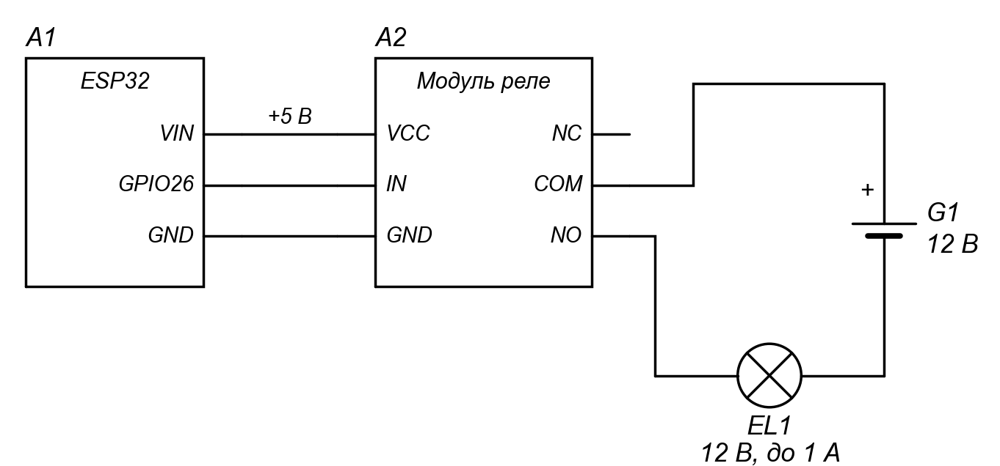 A1
ESP32
VIN
GPIO26
GND
+5 В
A2
Модуль реле
VCC
IN
GND
NC
COM
NO
+
G1
12 В
EL1
12 В, до 1 А